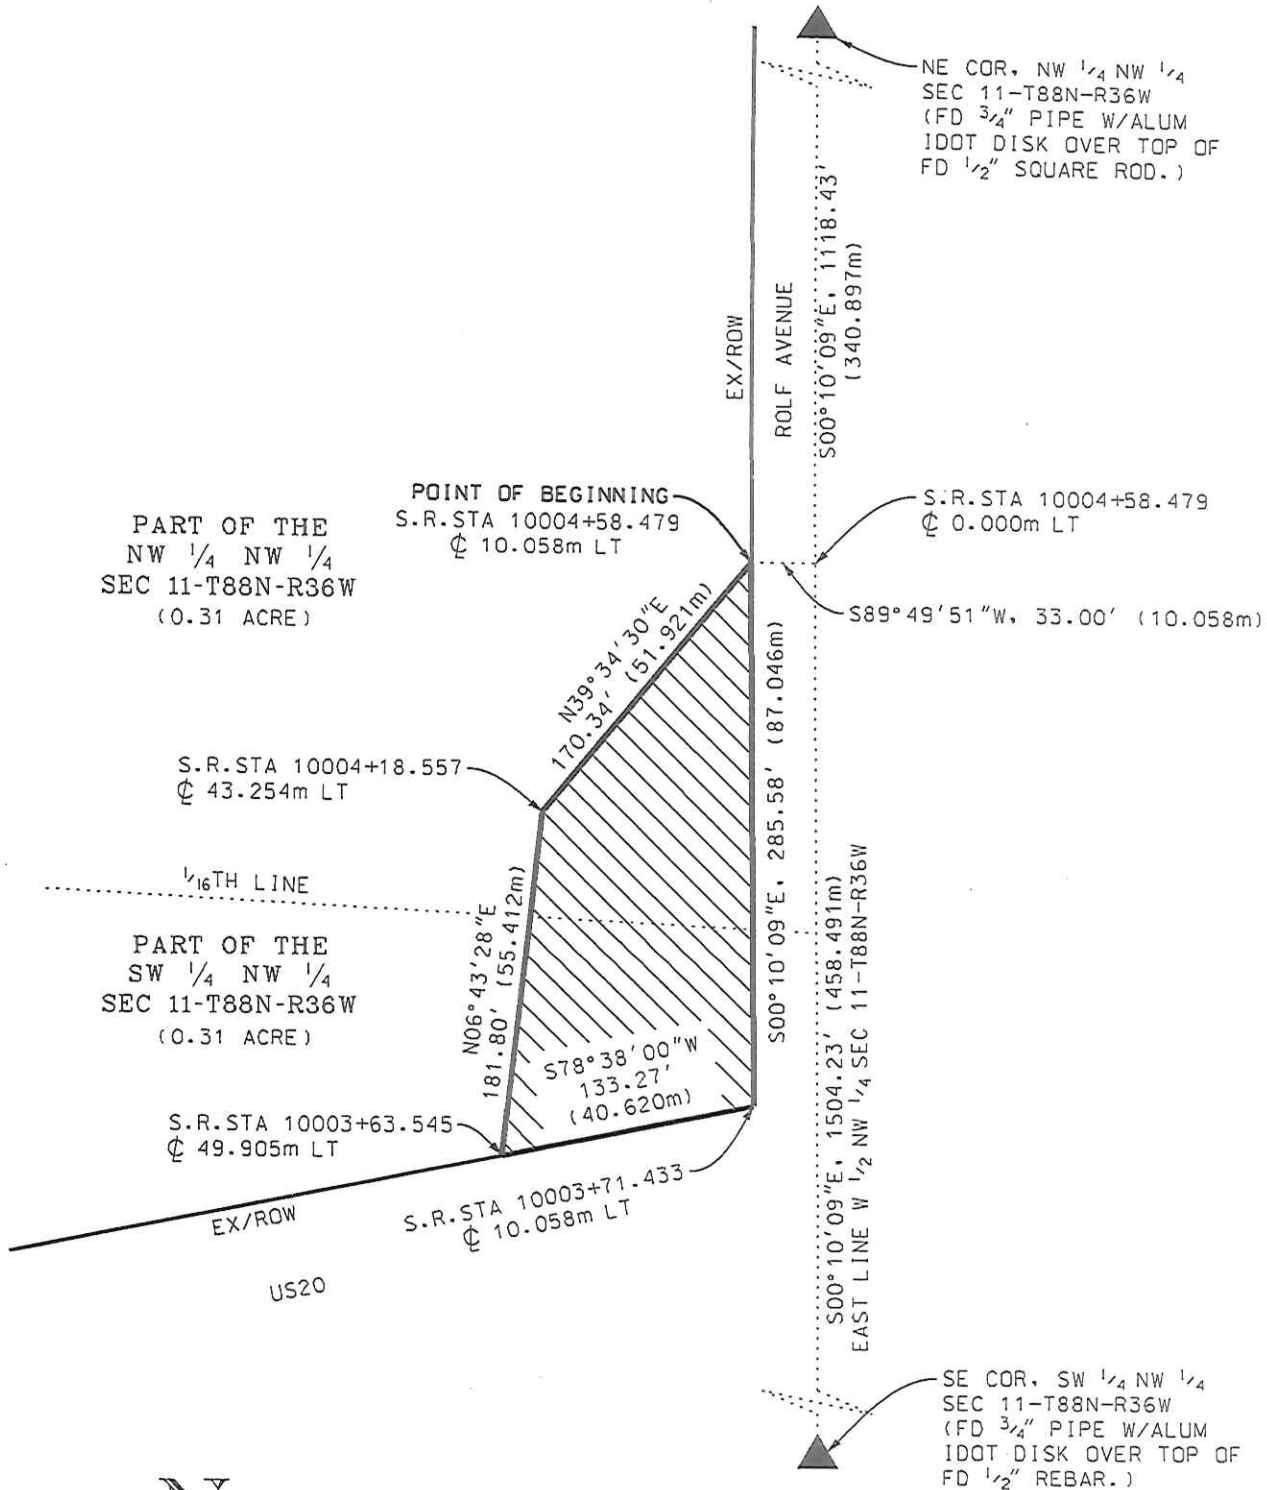 NE COR, NW 1/4 NW 1/4
SEC 11-T88N-R36W
(FD 3/4" PIPE W/ALUM
IDOT DISK OVER TOP OF
FD 1/2" SQUARE ROD.)
S00°10'09"E, 1118.43'
(340.897m)
ROLF AVENUE
EX/ROW
POINT OF BEGINNING
S.R.STA 10004+58.479
℄ 10.058m LT
S.R.STA 10004+58.479
℄ 0.000m LT
PART OF THE
NW 1/4 NW 1/4
SEC 11-T88N-R36W
(0.31 ACRE)
S89°49'51"W, 33.00' (10.058m)
N39°34'30"E
170.34' (51.921m)
S00°10'09"E, 285.58' (87.046m)
S.R.STA 10004+18.557
℄ 43.254m LT
1/16TH LINE
PART OF THE
SW 1/4 NW 1/4
SEC 11-T88N-R36W
(0.31 ACRE)
N06°43'28"E
181.80' (55.412m)
S78°38'00"W
133.27'
(40.620m)
S00°10'09"E, 1504.23' (458.491m)
EAST LINE W 1/2 NW 1/4 SEC 11-T88N-R36W
S.R.STA 10003+63.545
℄ 49.905m LT
S.R.STA 10003+71.433
℄ 10.058m LT
EX/ROW
US20
SE COR, SW 1/4 NW 1/4
SEC 11-T88N-R36W
(FD 3/4" PIPE W/ALUM
IDOT DISK OVER TOP OF
FD 1/2" REBAR.)
N